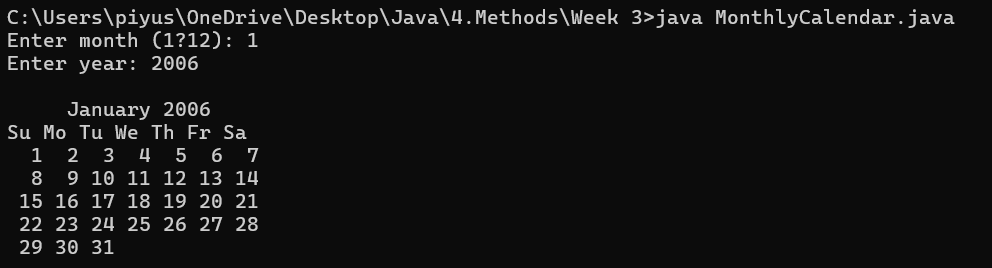 C:\Users\piyus\OneDrive\Desktop\Java\4.Methods\Week 3>java MonthlyCalendar.java
Enter month (1?12): 1
Enter year: 2006

     January 2006
Su Mo Tu We Th Fr Sa
  1  2  3  4  5  6  7
  8  9 10 11 12 13 14
 15 16 17 18 19 20 21
 22 23 24 25 26 27 28
 29 30 31